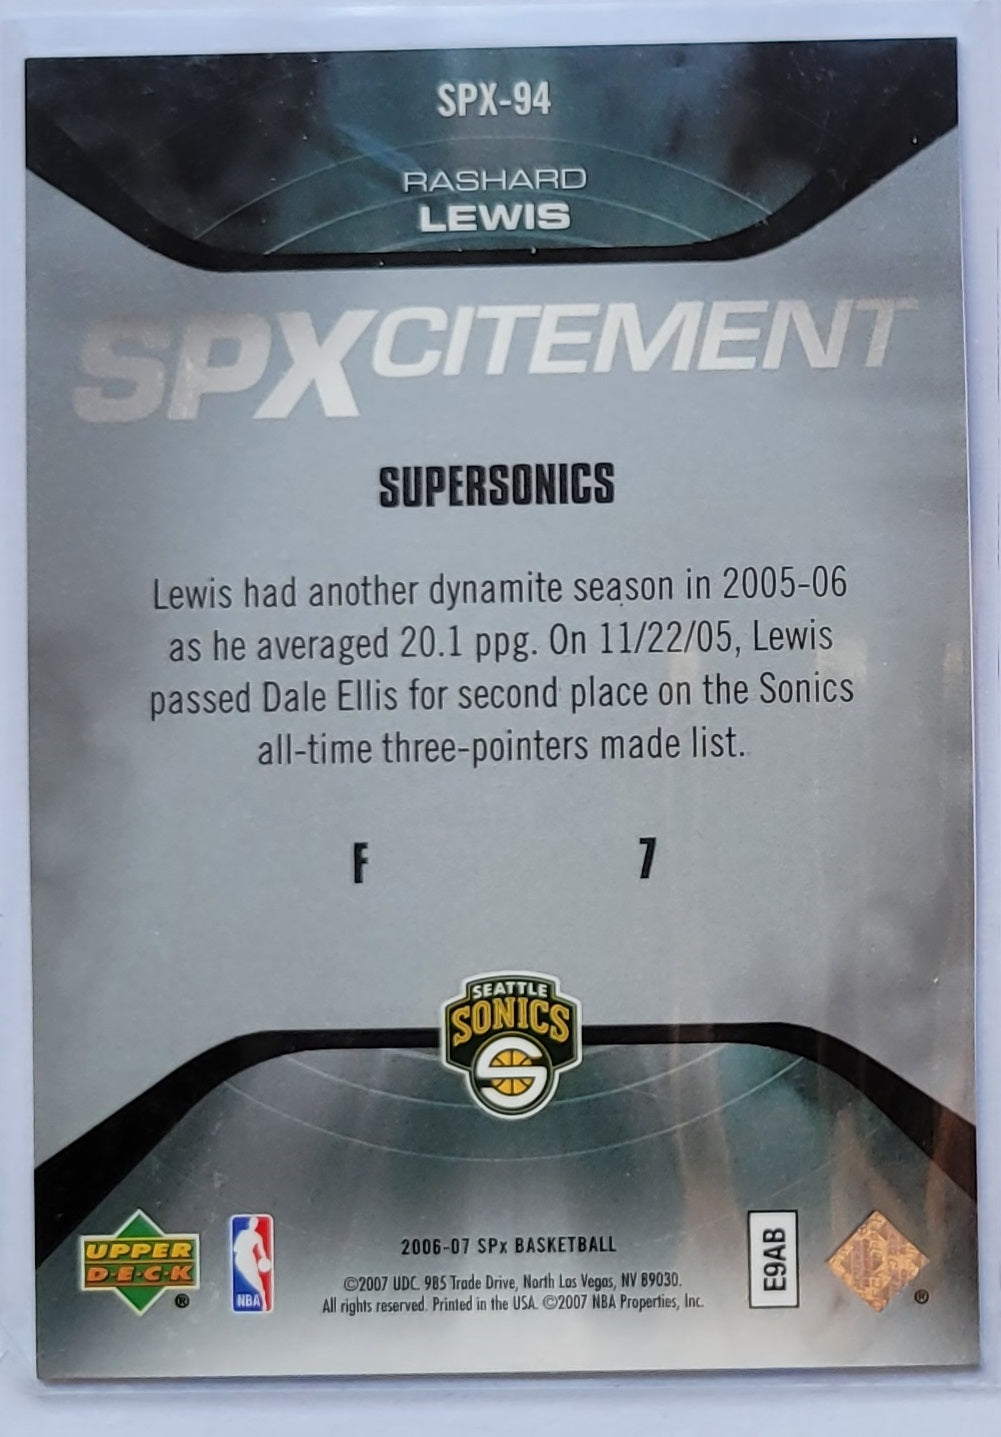 SPX-94
RASHARD
LEWIS
SPXCITEMENT
SUPERSONICS
Lewis had another dynamite season in 2005-06
as he averaged 20.1 ppg. On 11/22/05, Lewis
passed Dale Ellis for second place on the Sonics
all-time three-pointers made list.
F 7
SEATTLE
SONICS
S
UPPER
D·E·C·K
®
NBA
2006-07 SPx BASKETBALL
©2007 UDC. 985 Trade Drive, North Las Vegas, NV 89030.
All rights reserved. Printed in the USA. ©2007 NBA Properties, Inc.
E9AB
®